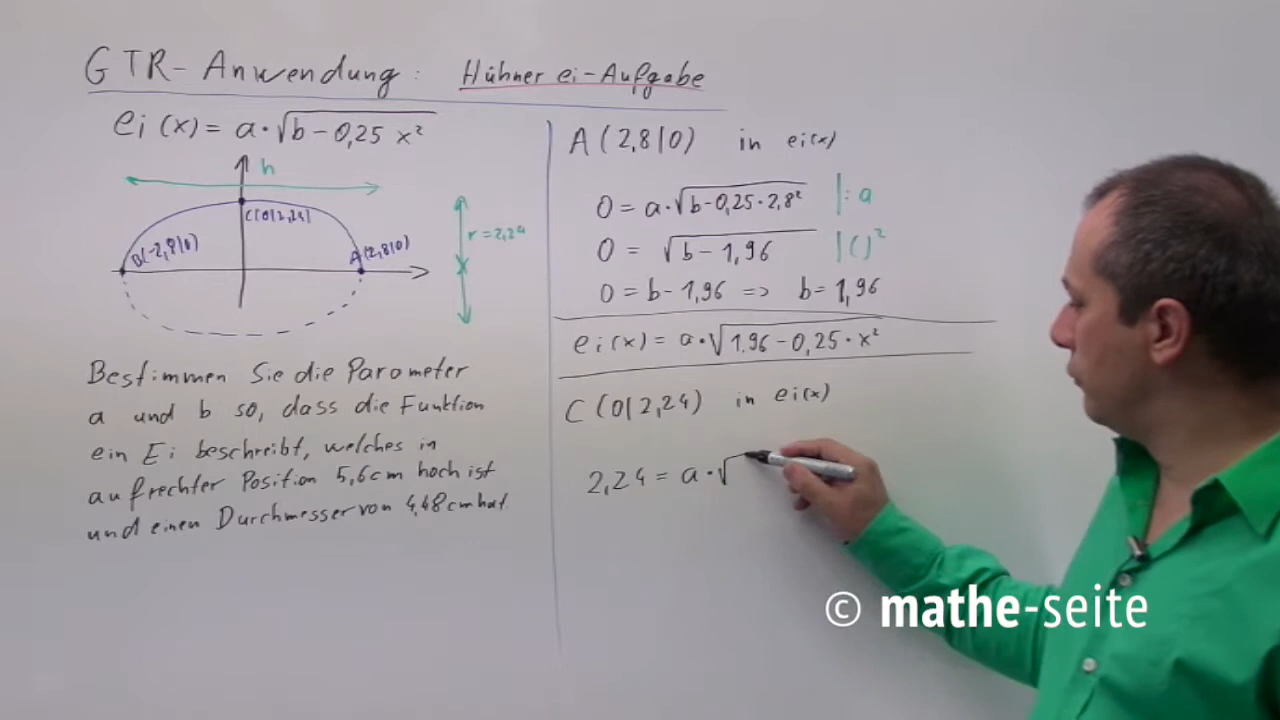 GTR-Anwendung: Hühnerei-Aufgabe
ei(x) = a·√(b - 0,25 x²)
h
C(0|2,24)
B(-2,8|0)
A(2,8|0)
r = 2,24
Bestimmen Sie die Parameter
a und b so, dass die Funktion
ein Ei beschreibt, welches in
aufrechter Position 5,6cm hoch ist
und einen Durchmesser von 4,48cm hat.
A(2,8|0) in ei(x)
0 = a·√(b-0,25·2,8²) |: a
0 = √(b - 1,96) |( )²
0 = b - 1,96 => b = 1,96
ei(x) = a·√(1,96 - 0,25·x²)
C(0|2,24) in ei(x)
2,24 = a·√
© mathe-seite